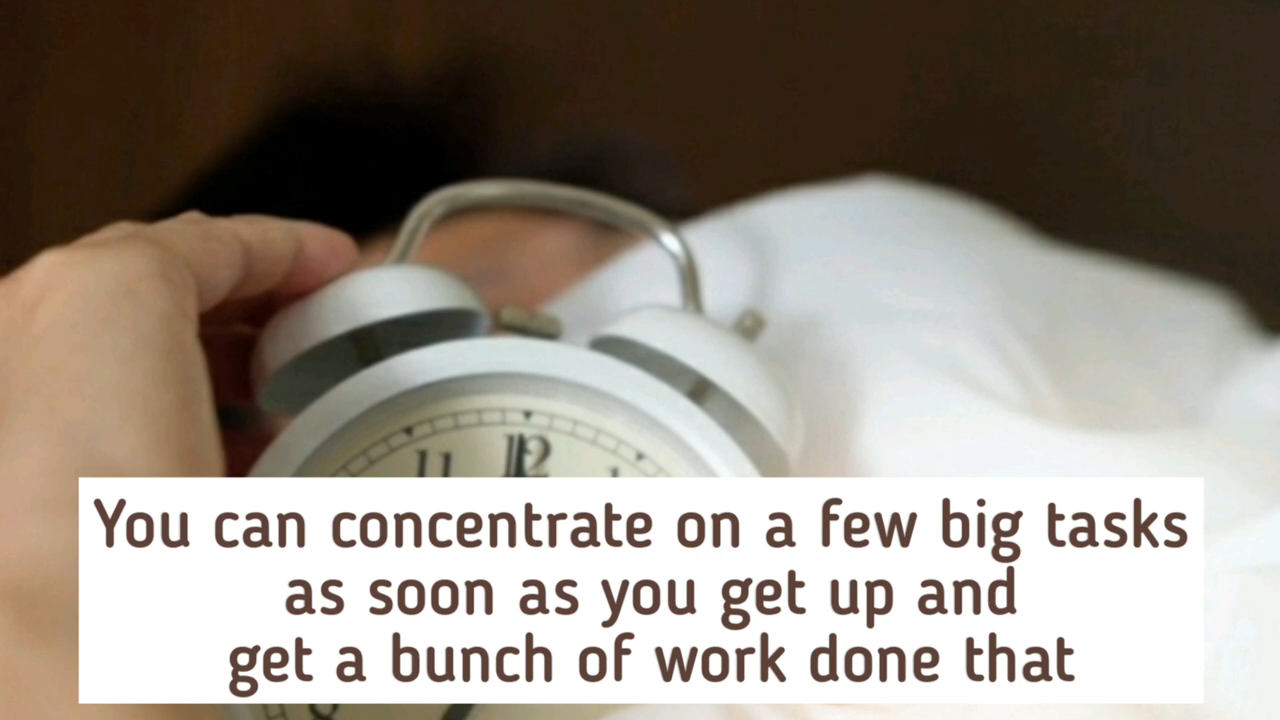 11 12 1
You can concentrate on a few big tasks
as soon as you get up and
get a bunch of work done that